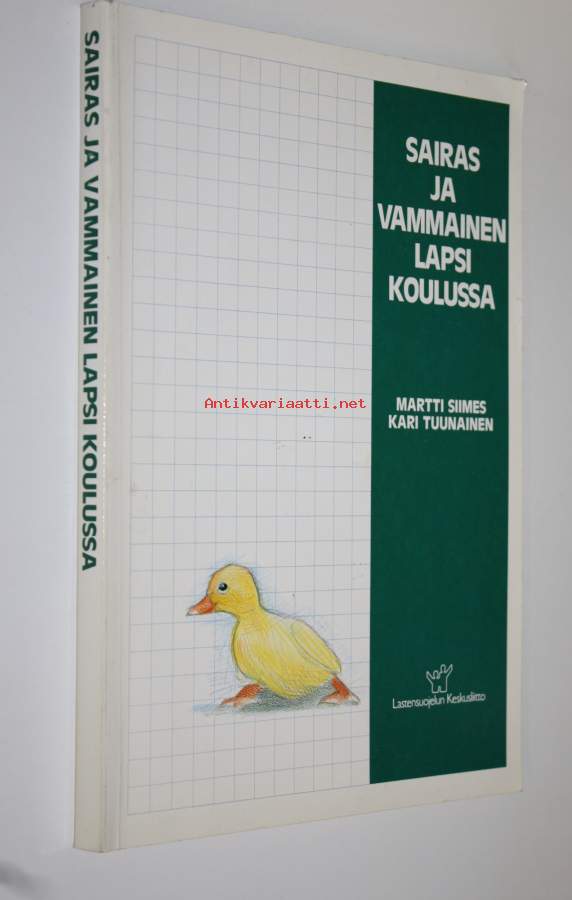 SAIRAS JA VAMMAINEN LAPSI KOULUSSA
SAIRAS
JA
VAMMAINEN
LAPSI
KOULUSSA
MARTTI SIIMES
KARI TUUNAINEN
Antikvariaatti.net
Lastensuojelun Keskusliitto